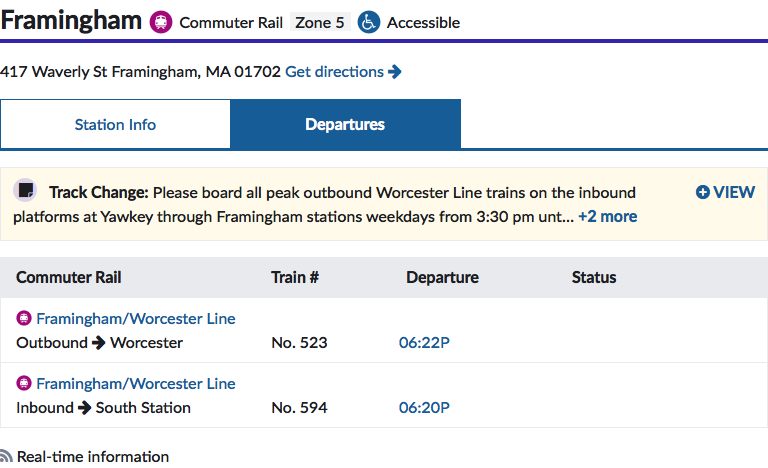 Framingham Commuter Rail Zone 5 Accessible
417 Waverly St Framingham, MA 01702 Get directions
Station Info Departures
Track Change: Please board all peak outbound Worcester Line trains on the inbound VIEW
platforms at Yawkey through Framingham stations weekdays from 3:30 pm unt... +2 more
Commuter Rail Train # Departure Status
Framingham/Worcester Line
Outbound → Worcester No. 523 06:22P
Framingham/Worcester Line
Inbound → South Station No. 594 06:20P
Real-time information